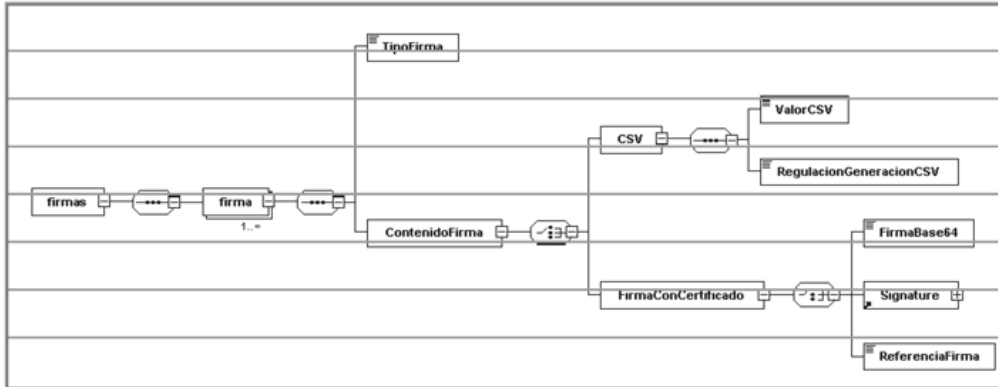 TipoFirma
ValorCSV
CSV
RegulacionGeneracionCSV
firmas
firma
1..∞
ContenidoFirma
FirmaBase64
FirmaConCertificado
Signature
ReferenciaFirma